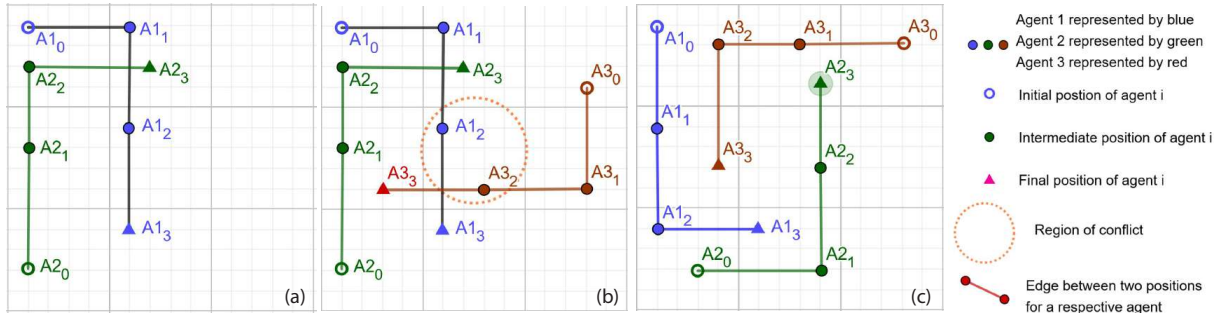 A1₀
A1₁
A2₂
A2₃
A1₂
A2₁
A1₃
A2₀
(a)
A1₀
A1₁
A2₂
A2₃
A3₀
A1₂
A2₁
A3₃
A3₂
A3₁
A1₃
A2₀
(b)
A1₀
A3₂
A3₁
A3₀
A2₃
A1₁
A3₃
A2₂
A1₂
A1₃
A2₀
A2₁
(c)
Agent 1 represented by blue
Agent 2 represented by green
Agent 3 represented by red
Initial postion of agent i
Intermediate position of agent i
Final position of agent i
Region of conflict
Edge between two positions
for a respective agent